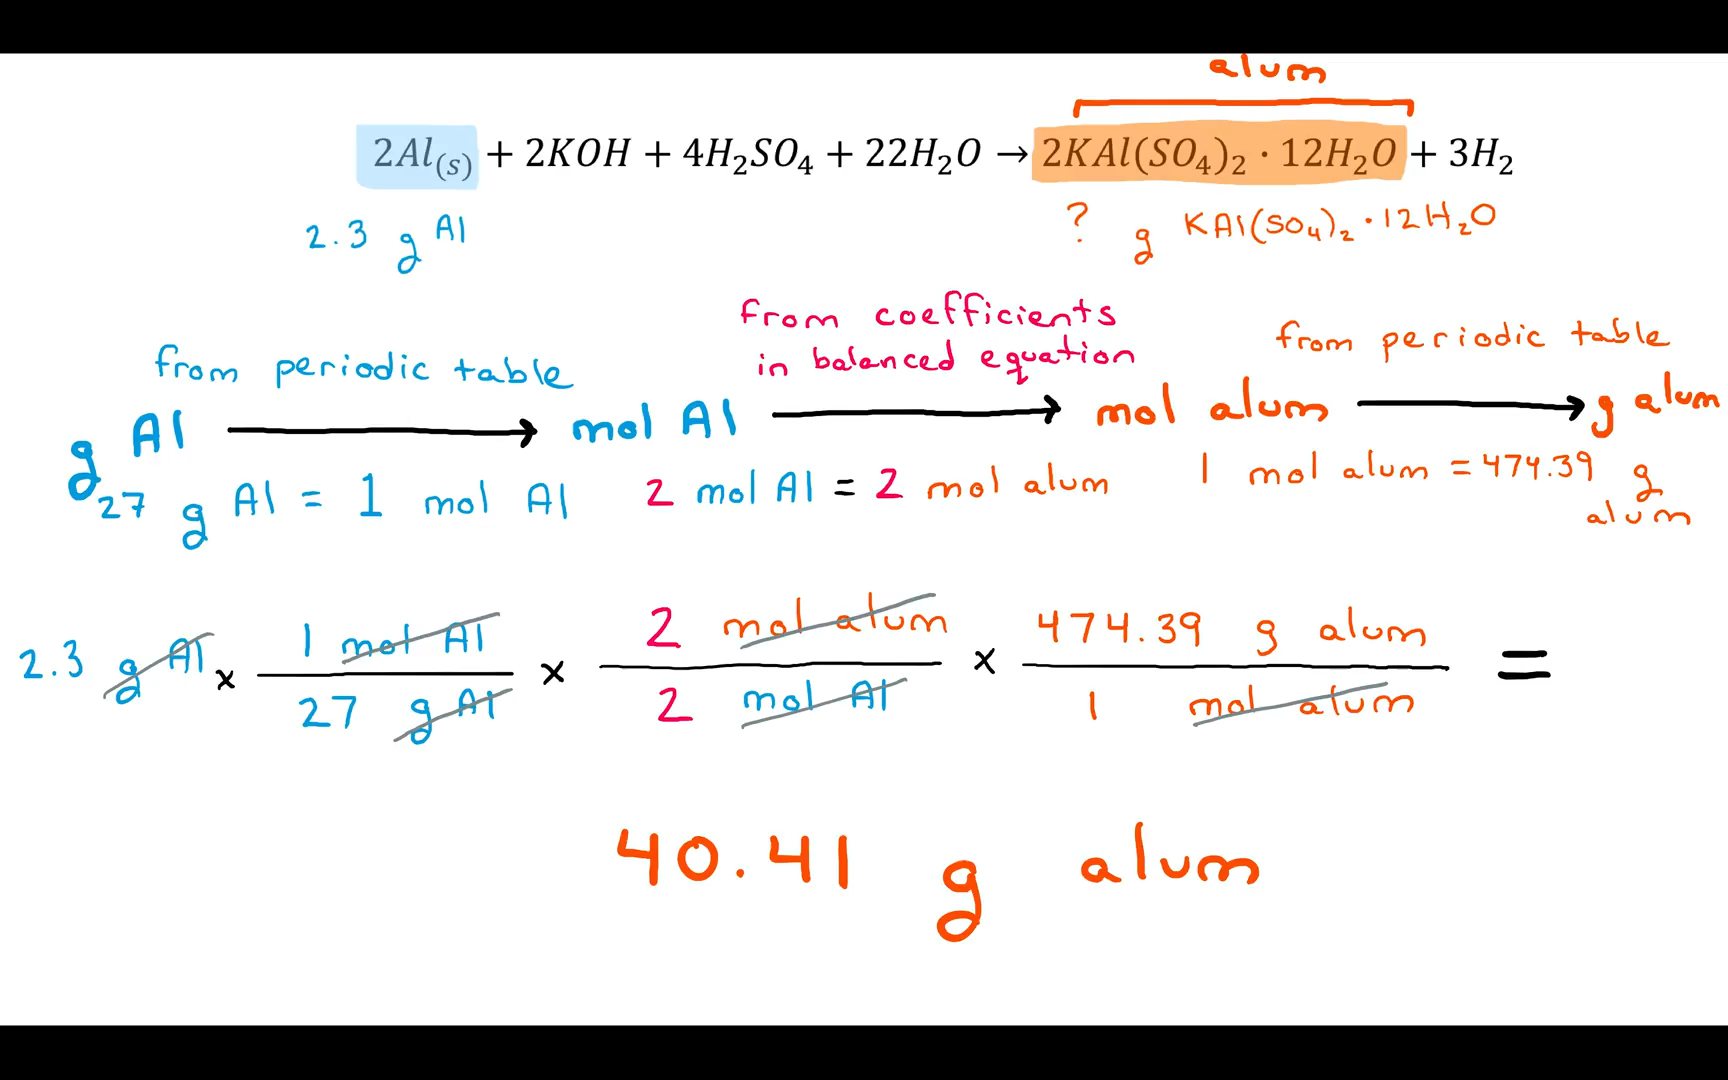 alum
2Al(s) + 2KOH + 4H₂SO₄ + 22H₂O → 2KAl(SO₄)₂ · 12H₂O + 3H₂
2.3 g Al ? g KAl(SO₄)₂ · 12H₂O
from periodic table
from coefficients
in balanced equation
from periodic table
g Al → mol Al → mol alum → g alum
27 g Al = 1 mol Al
2 mol Al = 2 mol alum
1 mol alum = 474.39 g
alum
2.3 g Al × 1 mol Al / 27 g Al × 2 mol alum / 2 mol Al × 474.39 g alum / 1 mol alum =
40.41 g alum